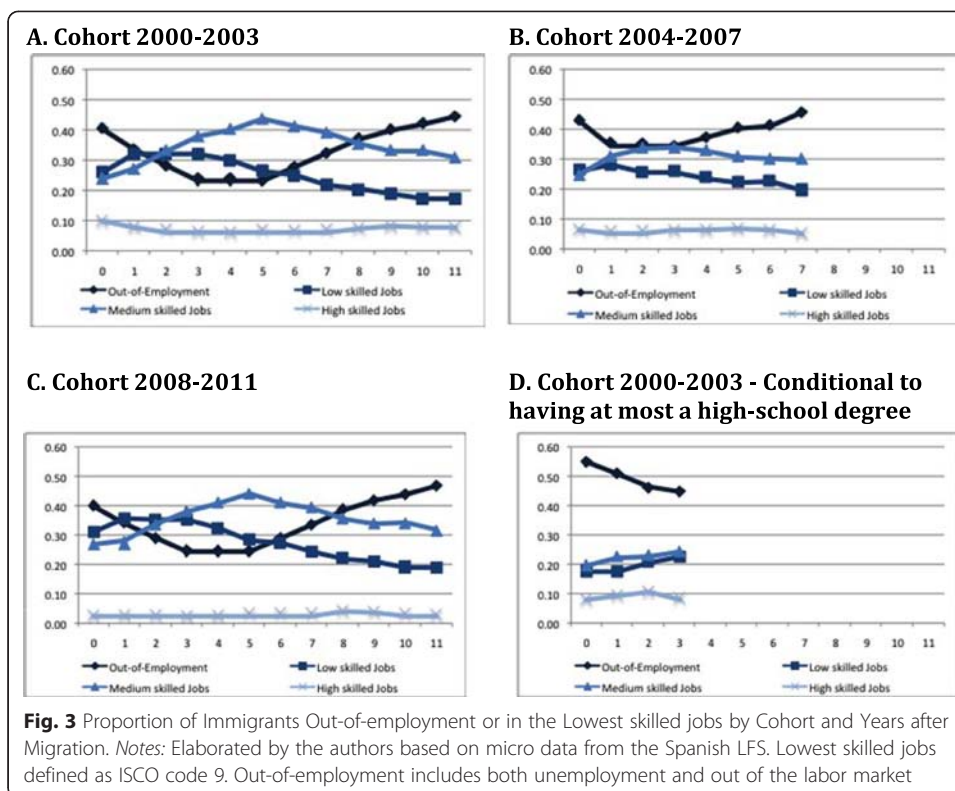 A. Cohort 2000-2003
0.60
0.50
0.40
0.30
0.20
0.10
0.00
0 1 2 3 4 5 6 7 8 9 10 11
Out-of-Employment Low skilled Jobs
Medium skilled Jobs High skilled Jobs
B. Cohort 2004-2007
0.60
0.50
0.40
0.30
0.20
0.10
0.00
0 1 2 3 4 5 6 7 8 9 10 11
Out-of-Employment Low skilled Jobs
Medium skilled Jobs High skilled Jobs
C. Cohort 2008-2011
0.60
0.50
0.40
0.30
0.20
0.10
0.00
0 1 2 3 4 5 6 7 8 9 10 11
Out-of-Employment Low skilled Jobs
Medium skilled Jobs High skilled Jobs
D. Cohort 2000-2003 - Conditional to
having at most a high-school degree
0.60
0.50
0.40
0.30
0.20
0.10
0.00
0 1 2 3 4 5 6 7 8 9 10 11
Out-of-Employment Low skilled Jobs
Medium skilled Jobs High skilled Jobs
Fig. 3 Proportion of Immigrants Out-of-employment or in the Lowest skilled jobs by Cohort and Years after
Migration. Notes: Elaborated by the authors based on micro data from the Spanish LFS. Lowest skilled jobs
defined as ISCO code 9. Out-of-employment includes both unemployment and out of the labor market